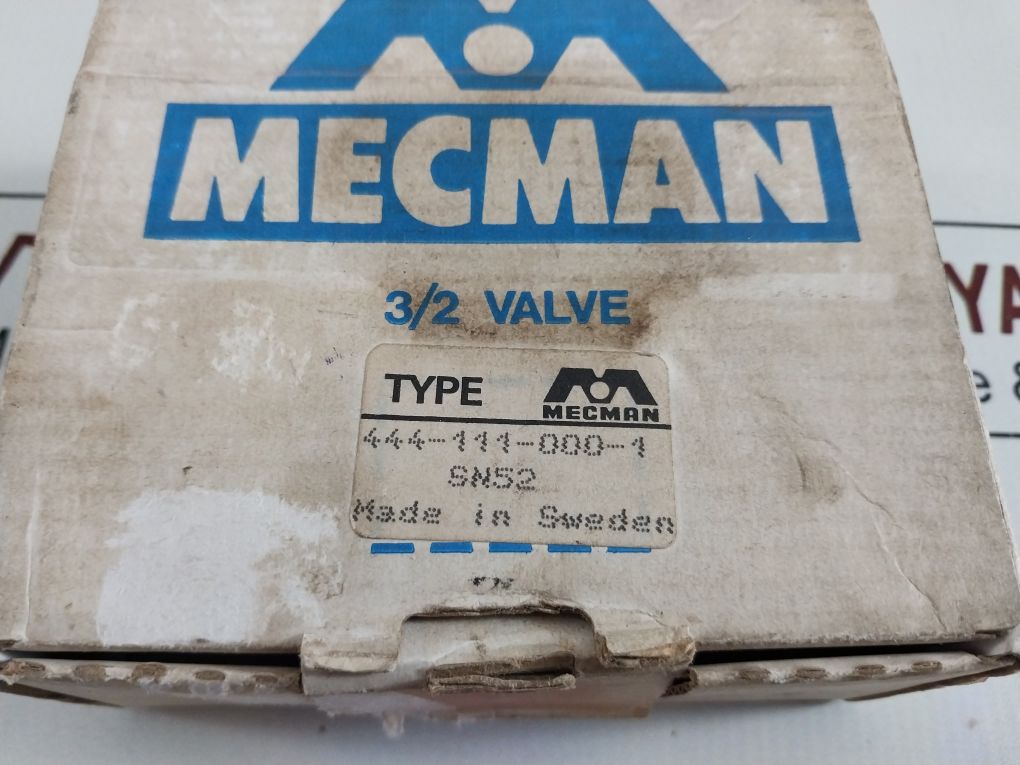 MECMAN
3/2 VALVE
TYPE
MECMAN
444-111-000-1
SN52
Made in Sweden